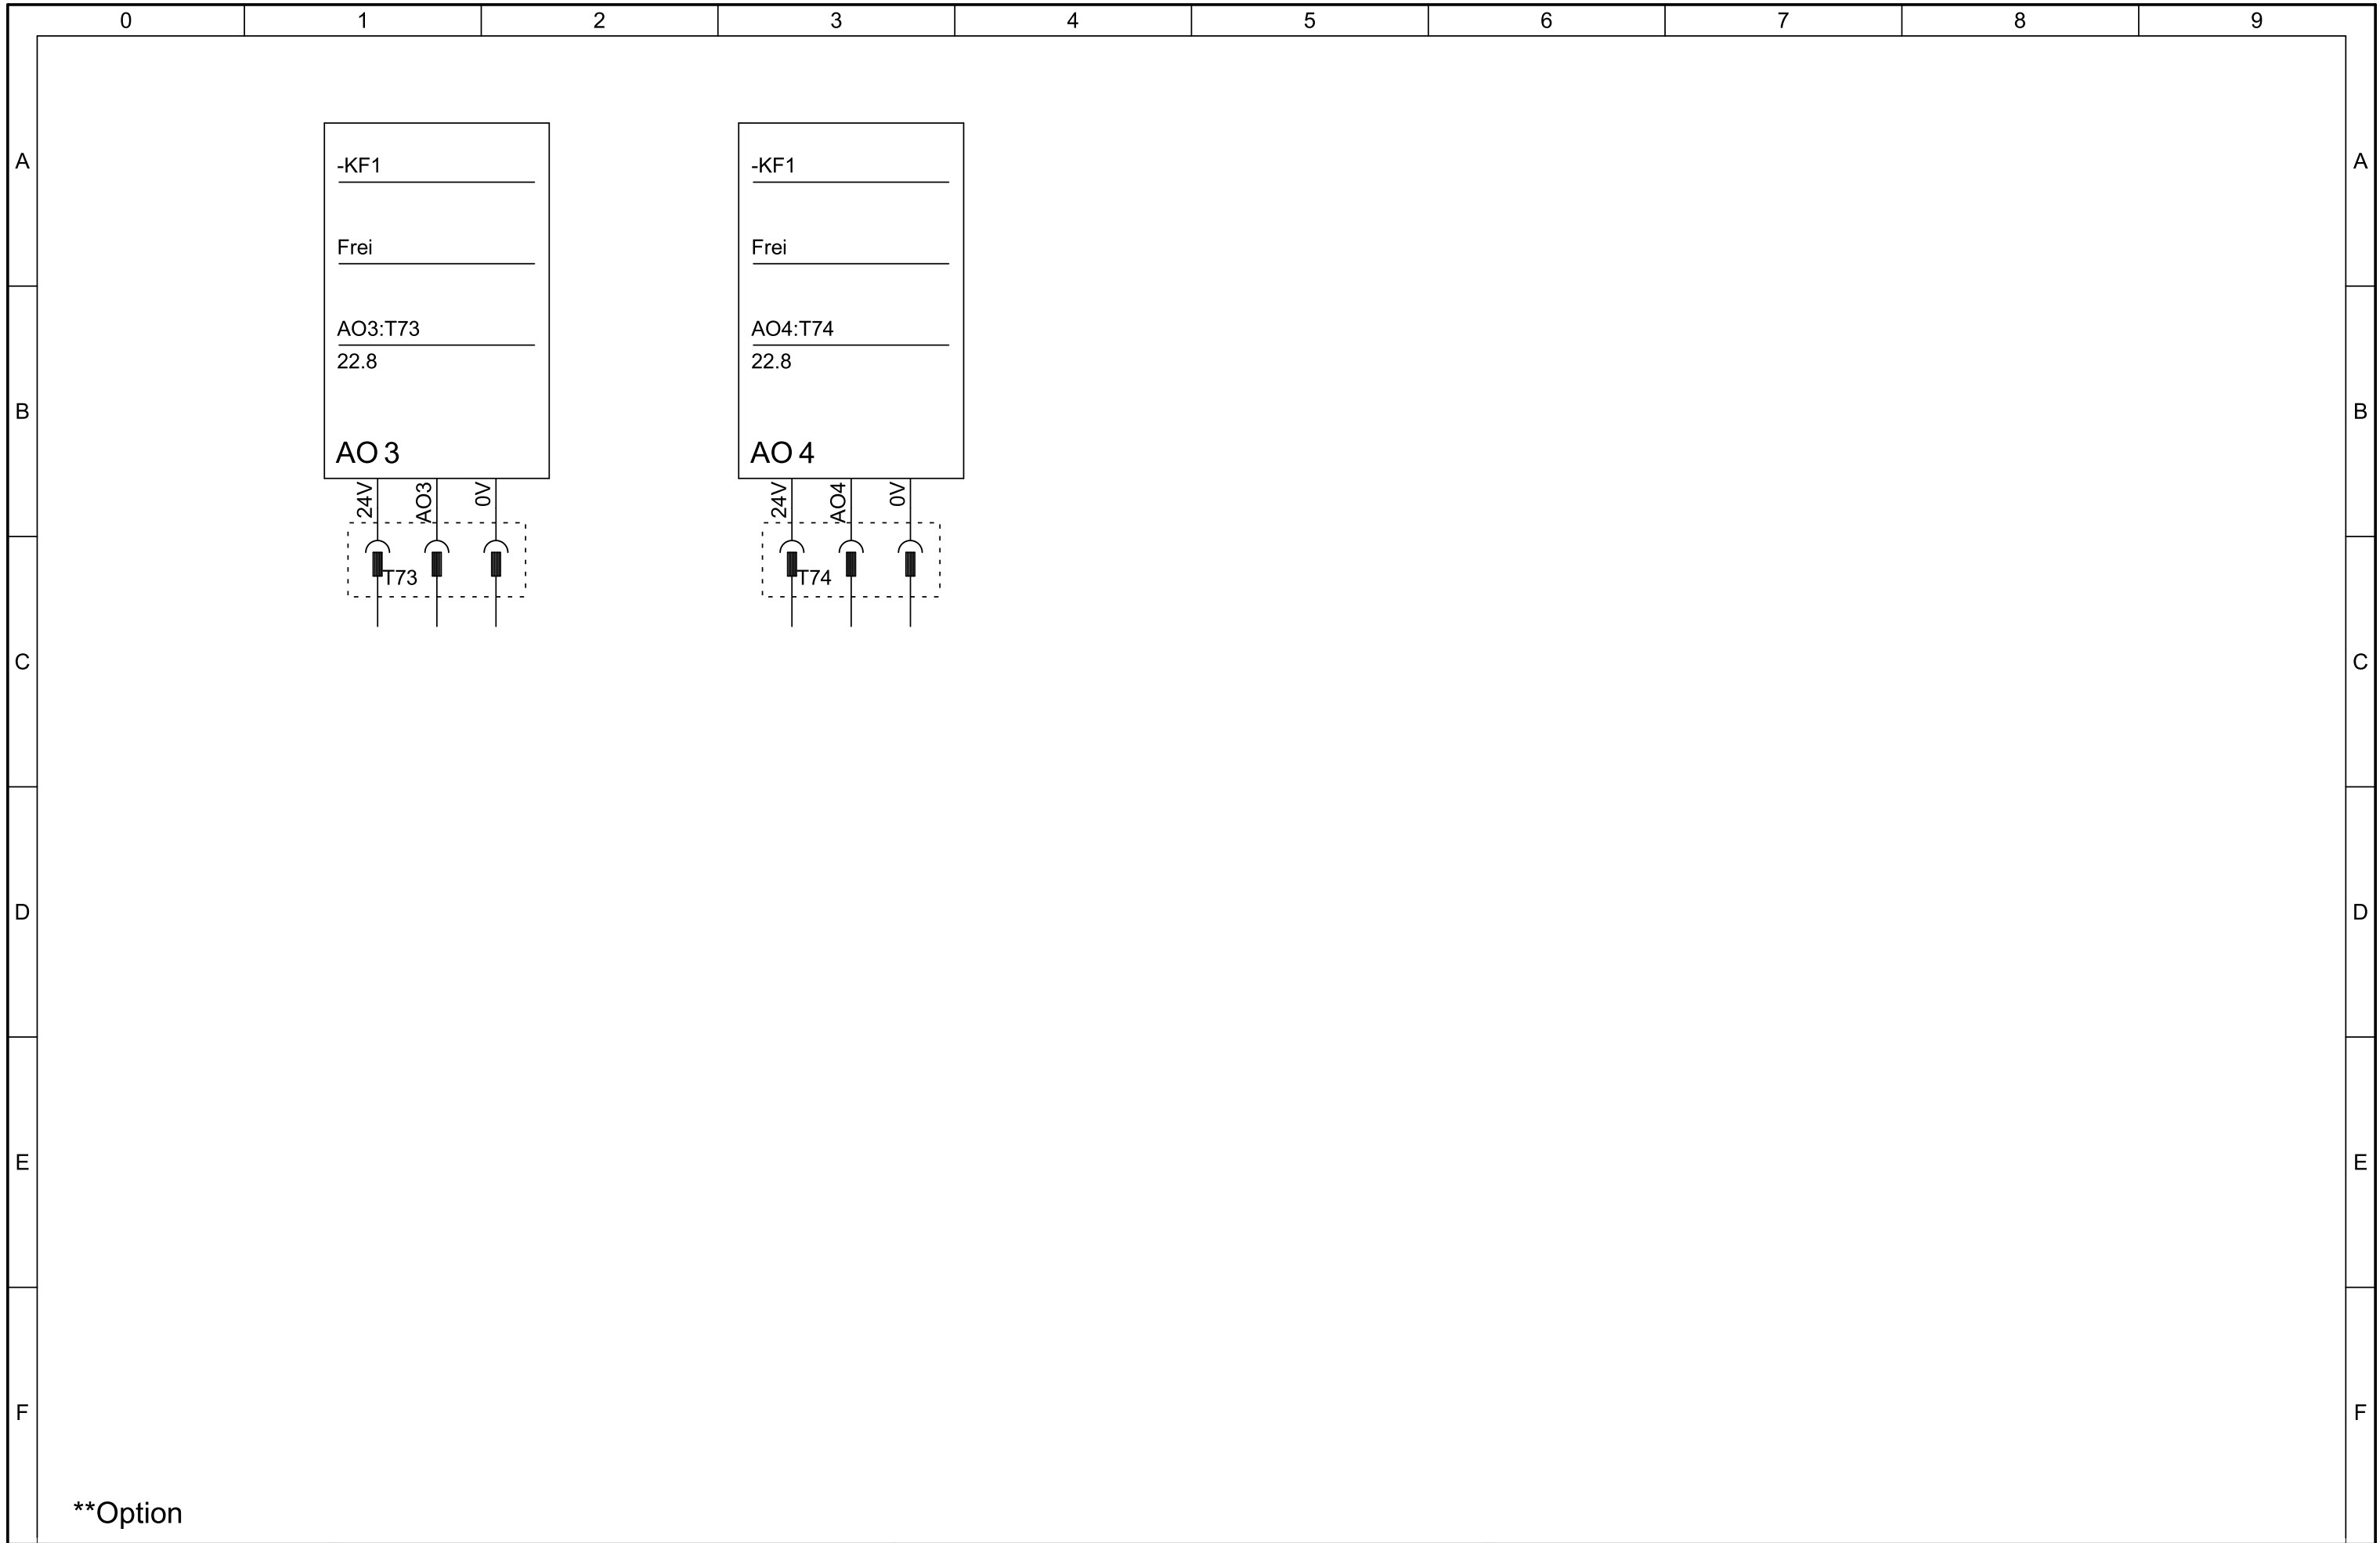 0 1 2 3 4 5 6 7 8 9
A A
-KF1 -KF1
Frei Frei
AO3:T73 AO4:T74
22.8 22.8
B B
AO 3 AO 4
24V AO3 0V 24V AO4 0V
T73 T74
C C
D D
E E
F F
**Option